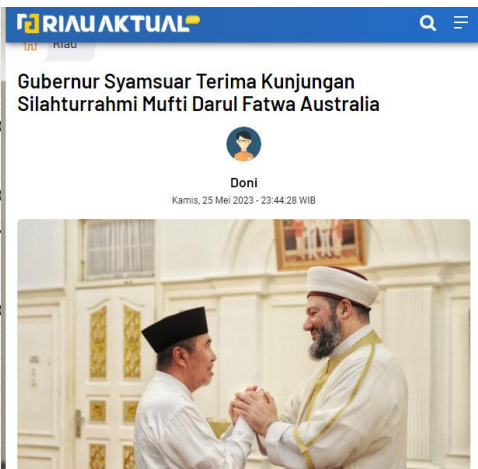 RIAUAKTUAL
Riau
Gubernur Syamsuar Terima Kunjungan
Silahturrahmi Mufti Darul Fatwa Australia
Doni
Kamis, 25 Mei 2023 - 23:44:28 WIB